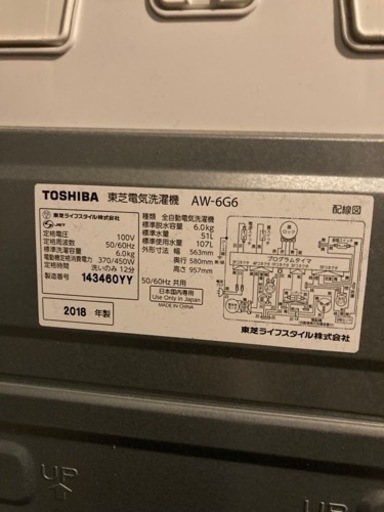 TOSHIBA 東芝電気洗濯機 AW-6G6 配線図
東芝ライフスタイル株式会社
JET
定格電圧 100V
定格周波数 50/60Hz
標準洗濯容量 6.0kg
電動機定格消費電力 370/450W
定格時間 洗いのみ 12分
製造番号 143460YY
2018 年製
種類 全自動電気洗濯機
標準脱水容量 6.0kg
標準水量 51L
標準使用水量 107L
外形寸法 幅 563mm
奥行 580mm
高さ 957mm
50/60Hz 共用
日本国内専用
Use Only in Japan
MADE IN CHINA
プログラムタイマ
東芝ライフスタイル株式会社
UP
UP